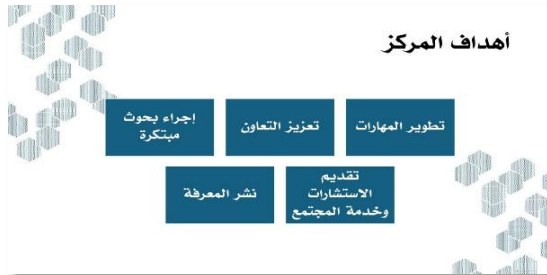 أهداف المركز
تطوير المهارات
تعزيز التعاون
إجراء بحوث
مبتكرة
تقديم
الاستشارات
وخدمة المجتمع
نشر المعرفة